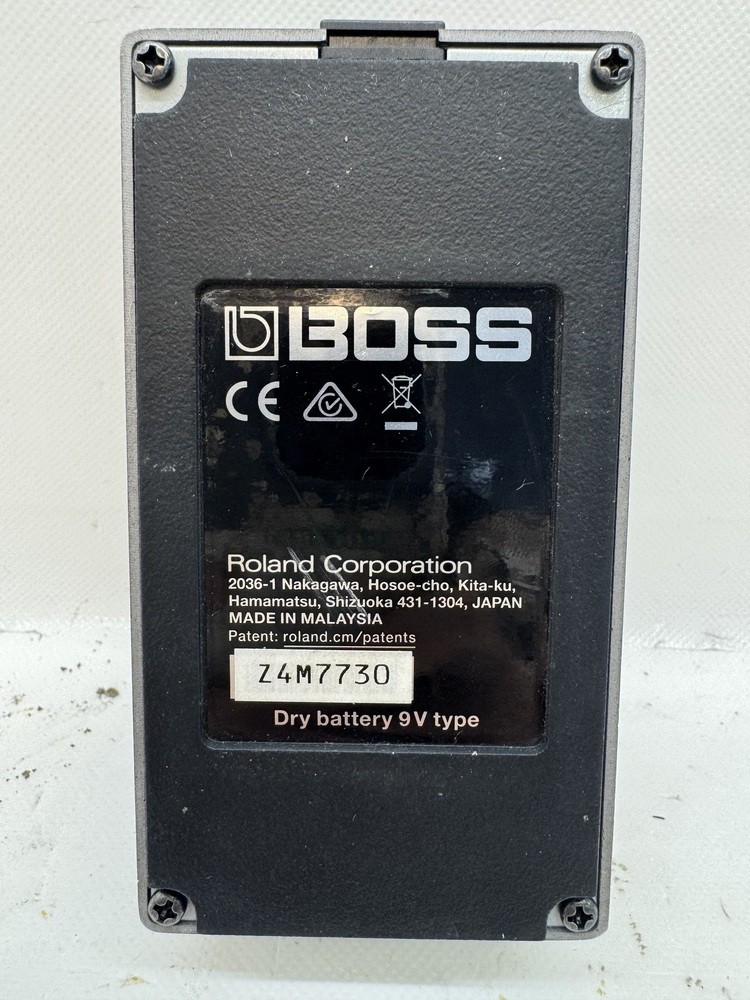 BOSS
CE
Roland Corporation
2036-1 Nakagawa, Hosoe-cho, Kita-ku,
Hamamatsu, Shizuoka 431-1304, JAPAN
MADE IN MALAYSIA
Patent: roland.cm/patents
Z4M7730
Dry battery 9V type